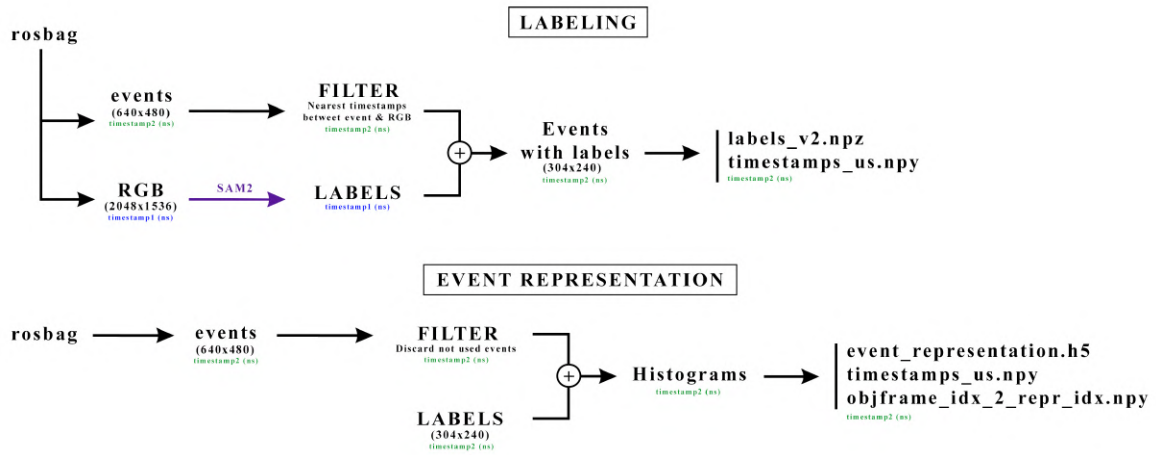 LABELING
rosbag
events
(640x480)
timestamp2 (ns)
FILTER
Nearest timestamps
betweet event & RGB
timestamp2 (ns)
RGB
(2048x1536)
timestamp1 (ns)
SAM2
LABELS
timestamp1 (ns)
+
Events
with labels
(304x240)
timestamp2 (ns)
labels_v2.npz
timestamps_us.npy
timestamp2 (ns)
EVENT REPRESENTATION
rosbag
events
(640x480)
timestamp2 (ns)
FILTER
Discard not used events
timestamp2 (ns)
LABELS
(304x240)
timestamp2 (ns)
+
Histograms
timestamp2 (ns)
event_representation.h5
timestamps_us.npy
objframe_idx_2_repr_idx.npy
timestamp2 (ns)